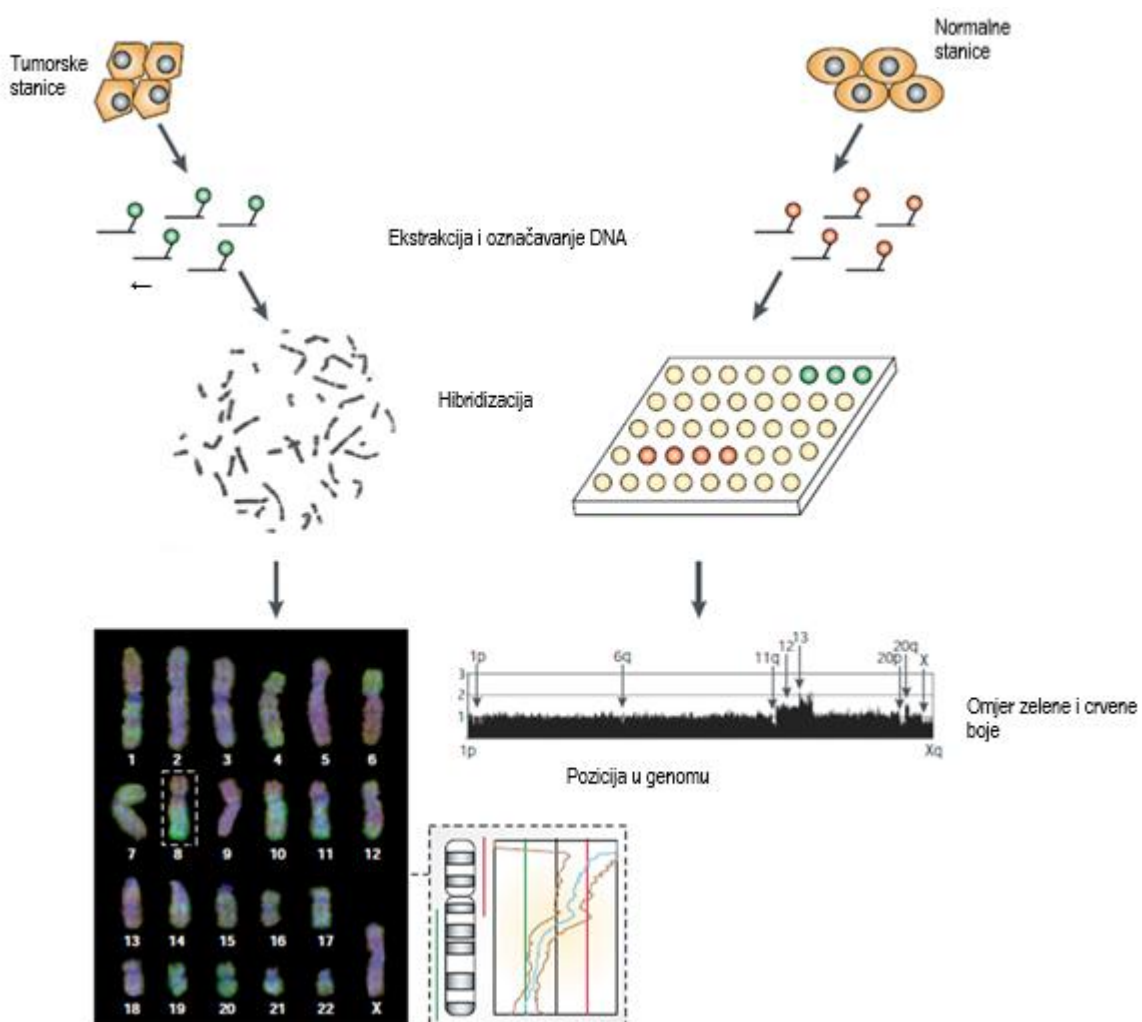 Tumorske
stanice
Normalne
stanice
Ekstrakcija i označavanje DNA
←
Hibridizacija
1 2 3 4 5 6
7 8 9 10 11 12
13 14 15 16 17
18 19 20 21 22 X
1p 6q 11q 12 13 20p 20q X
3
2
1
1p Xq
Pozicija u genomu
Omjer zelene i crvene
boje